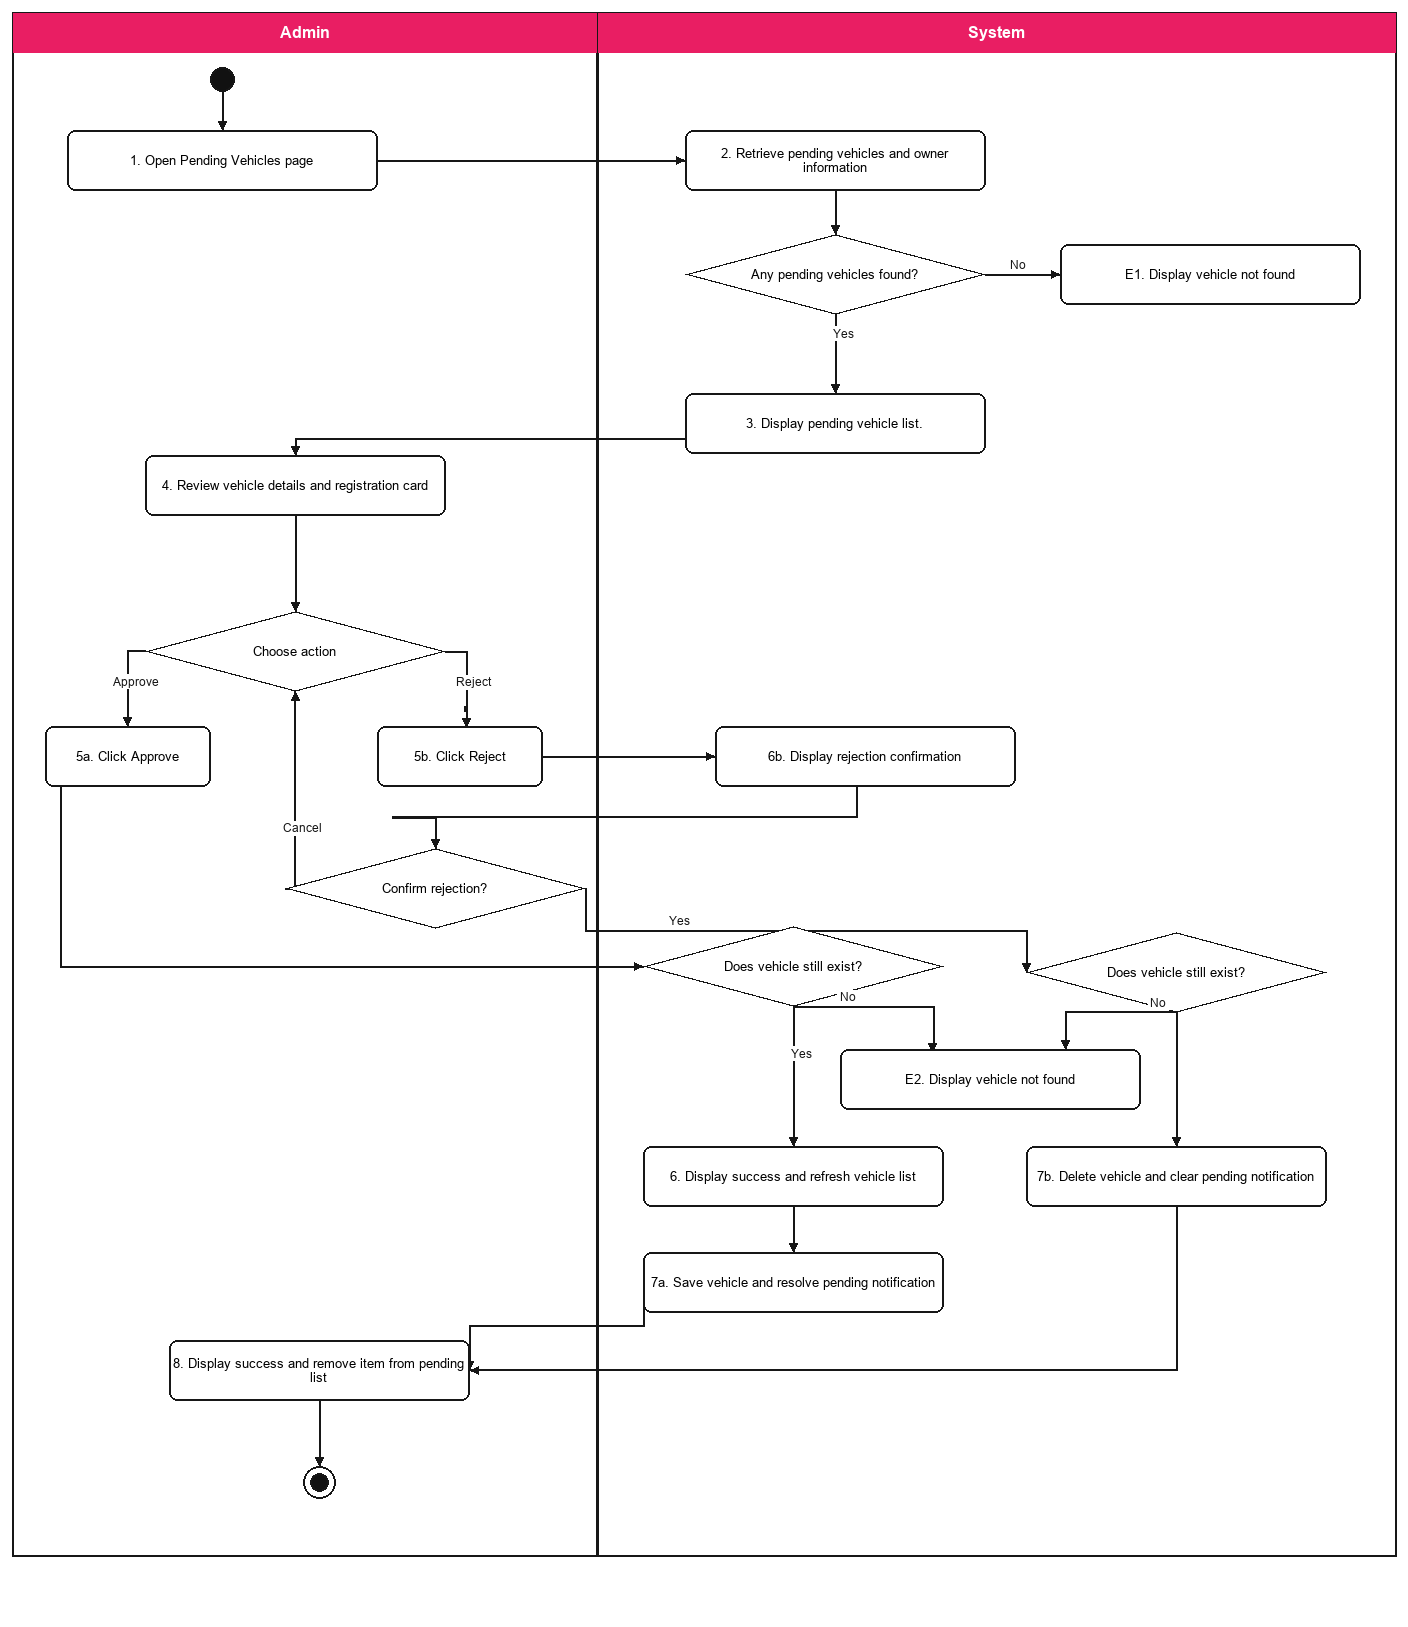 Admin
System
1. Open Pending Vehicles page
2. Retrieve pending vehicles and owner
information
Any pending vehicles found?
No
E1. Display vehicle not found
Yes
3. Display pending vehicle list.
4. Review vehicle details and registration card
Choose action
Approve
Reject
5a. Click Approve
5b. Click Reject
6b. Display rejection confirmation
Cancel
Confirm rejection?
Yes
Does vehicle still exist?
Does vehicle still exist?
No
No
Yes
E2. Display vehicle not found
6. Display success and refresh vehicle list
7b. Delete vehicle and clear pending notification
7a. Save vehicle and resolve pending notification
8. Display success and remove item from pending
list